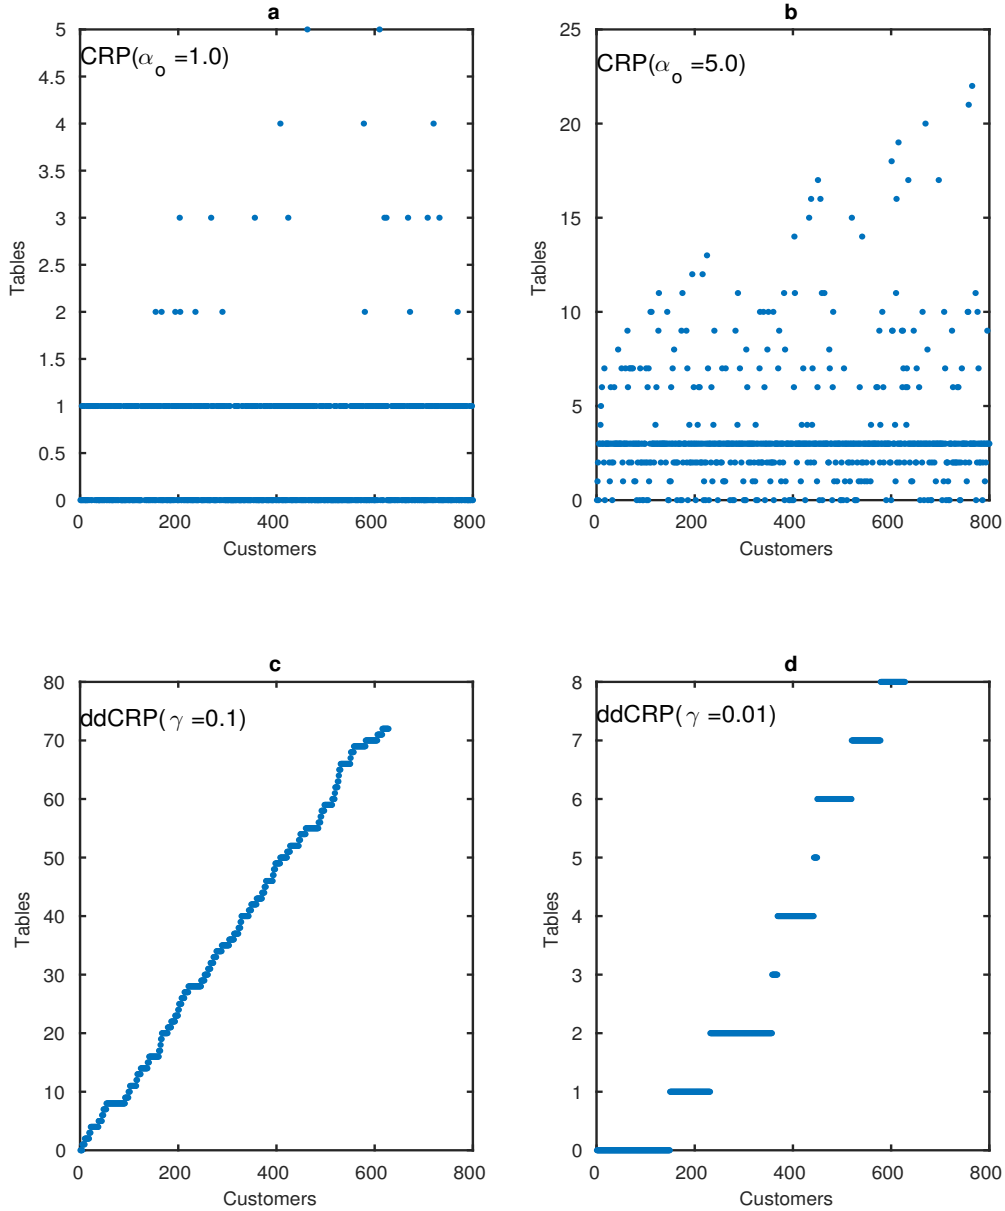 a
CRP(αo =1.0)
5
4.5
4
3.5
3
2.5
2
1.5
1
0.5
0
Tables
0 200 400 600 800
Customers
b
CRP(αo =5.0)
25
20
15
10
5
0
Tables
0 200 400 600 800
Customers
c
ddCRP( γ =0.1)
80
70
60
50
40
30
20
10
0
Tables
0 200 400 600 800
Customers
d
ddCRP( γ =0.01)
8
7
6
5
4
3
2
1
0
Tables
0 200 400 600 800
Customers